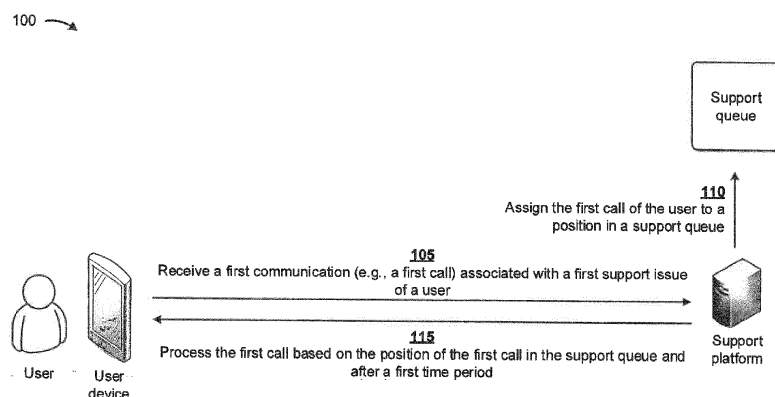 100
Support
queue
110
Assign the first call of the user to a
position in a support queue
105
Receive a first communication (e.g., a first call) associated with a first support issue
of a user
115
Process the first call based on the position of the first call in the support queue and
after a first time period
User
User
device
Support
platform